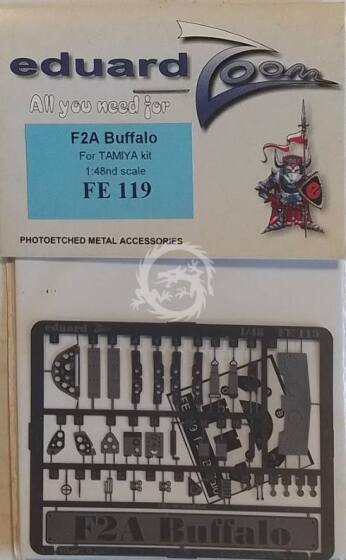 eduard Zoom
All you need for
F2A Buffalo
For TAMIYA kit
1:48nd scale
FE 119
PHOTOETCHED METAL ACCESSORIES
eduard Zoom 1/48 FE 119
F2A Buffalo